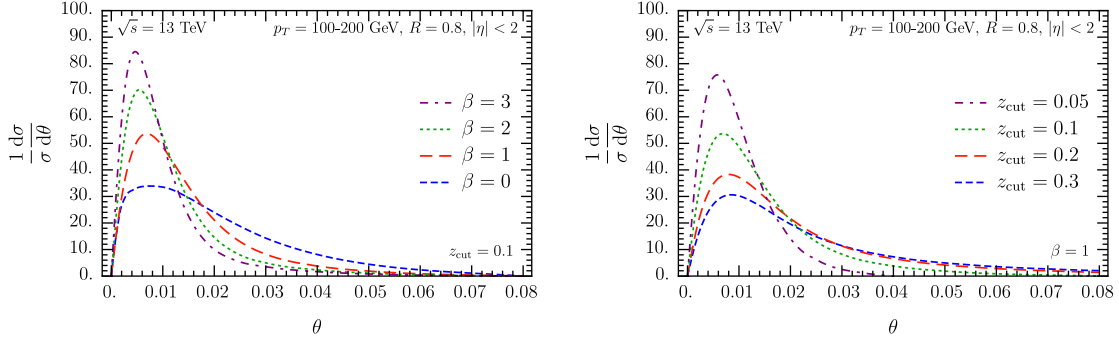 100.
90.
80.
70.
60.
50.
40.
30.
20.
10.
0.
√s = 13 TeV
p_T = 100-200 GeV, R = 0.8, |η| < 2
1 dσ
σ dθ
β = 3
β = 2
β = 1
β = 0
z_cut = 0.1
0. 0.01 0.02 0.03 0.04 0.05 0.06 0.07 0.08
θ
100.
90.
80.
70.
60.
50.
40.
30.
20.
10.
0.
√s = 13 TeV
p_T = 100-200 GeV, R = 0.8, |η| < 2
1 dσ
σ dθ
z_cut = 0.05
z_cut = 0.1
z_cut = 0.2
z_cut = 0.3
β = 1
0. 0.01 0.02 0.03 0.04 0.05 0.06 0.07 0.08
θ